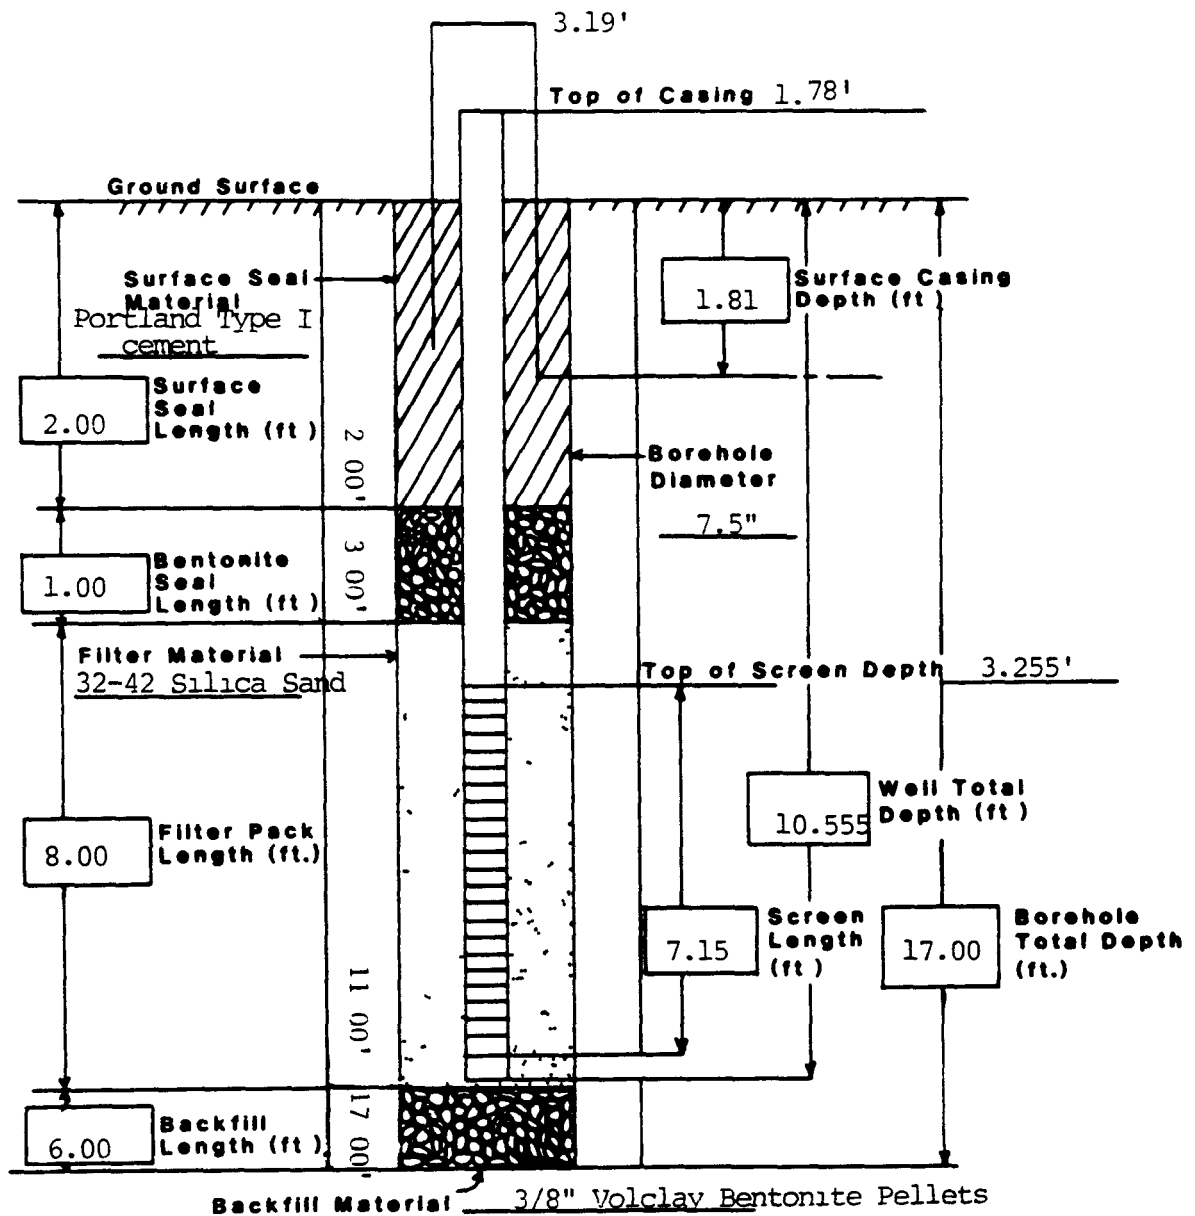 3.19'
Top of Casing 1.78'
Ground Surface
Surface Seal
Material
Portland Type I
cement
1.81
Surface Casing
Depth (ft)
2.00
Surface
Seal
Length (ft)
2 00'
Borehole
Diameter
7.5"
1.00
Bentonite
Seal
Length (ft)
3 00'
Filter Material
32-42 Silica Sand
Top of Screen Depth 3.255'
10.555
Well Total
Depth (ft)
8.00
Filter Pack
Length (ft.)
7.15
Screen
Length
(ft)
17.00
Borehole
Total Depth
(ft.)
11 00'
6.00
Backfill
Length (ft)
17 00'
Backfill Material 3/8" Volclay Bentonite Pellets